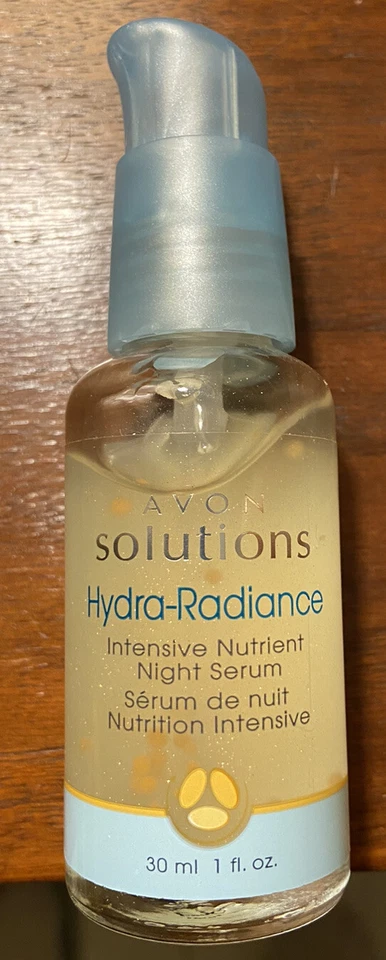 AVON
solutions
Hydra-Radiance
Intensive Nutrient
Night Serum
Sérum de nuit
Nutrition Intensive
30 ml 1 fl. oz.